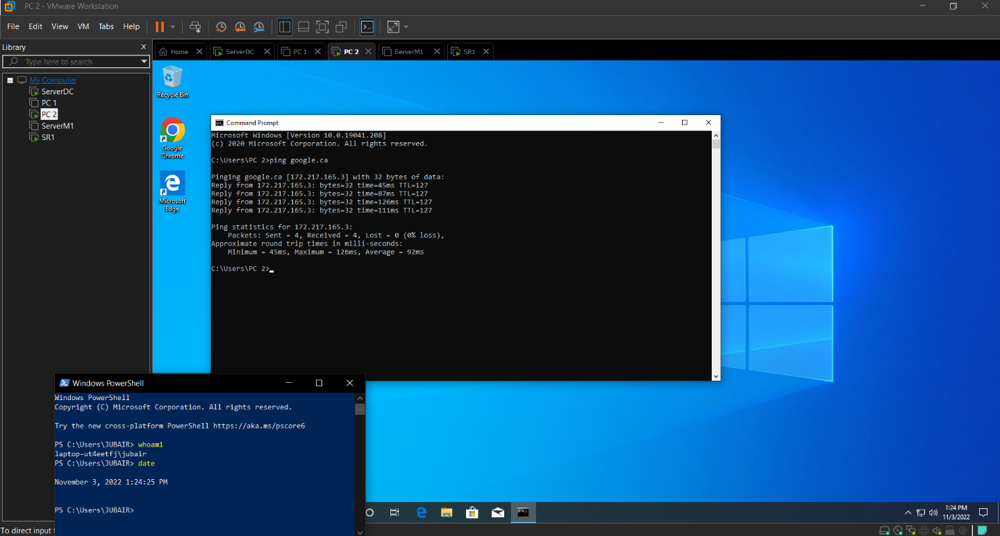 PC 2 - VMware Workstation
File Edit View VM Tabs Help
Library
Type here to search
My Computer
ServerDC
PC 1
PC 2
ServerM1
SR1
Home
ServerDC
PC 1
PC 2
ServerM1
SR1
Recycle Bin
Google
Chrome
Microsoft
Edge
Command Prompt
Microsoft Windows [Version 10.0.19041.208]
(c) 2020 Microsoft Corporation. All rights reserved.
C:\Users\PC 2>ping google.ca
Pinging google.ca [172.217.165.3] with 32 bytes of data:
Reply from 172.217.165.3: bytes=32 time=45ms TTL=127
Reply from 172.217.165.3: bytes=32 time=87ms TTL=127
Reply from 172.217.165.3: bytes=32 time=126ms TTL=127
Reply from 172.217.165.3: bytes=32 time=111ms TTL=127
Ping statistics for 172.217.165.3:
Packets: Sent = 4, Received = 4, Lost = 0 (0% loss),
Approximate round trip times in milli-seconds:
Minimum = 45ms, Maximum = 126ms, Average = 92ms
C:\Users\PC 2>
Windows PowerShell
Windows PowerShell
Copyright (C) Microsoft Corporation. All rights reserved.
Try the new cross-platform PowerShell https://aka.ms/pscore6
PS C:\Users\JUBAIR> whoami
laptop-ut4eetfj\jubair
PS C:\Users\JUBAIR> date
November 3, 2022 1:24:25 PM
PS C:\Users\JUBAIR>
1:24 PM
11/3/2022
To direct input